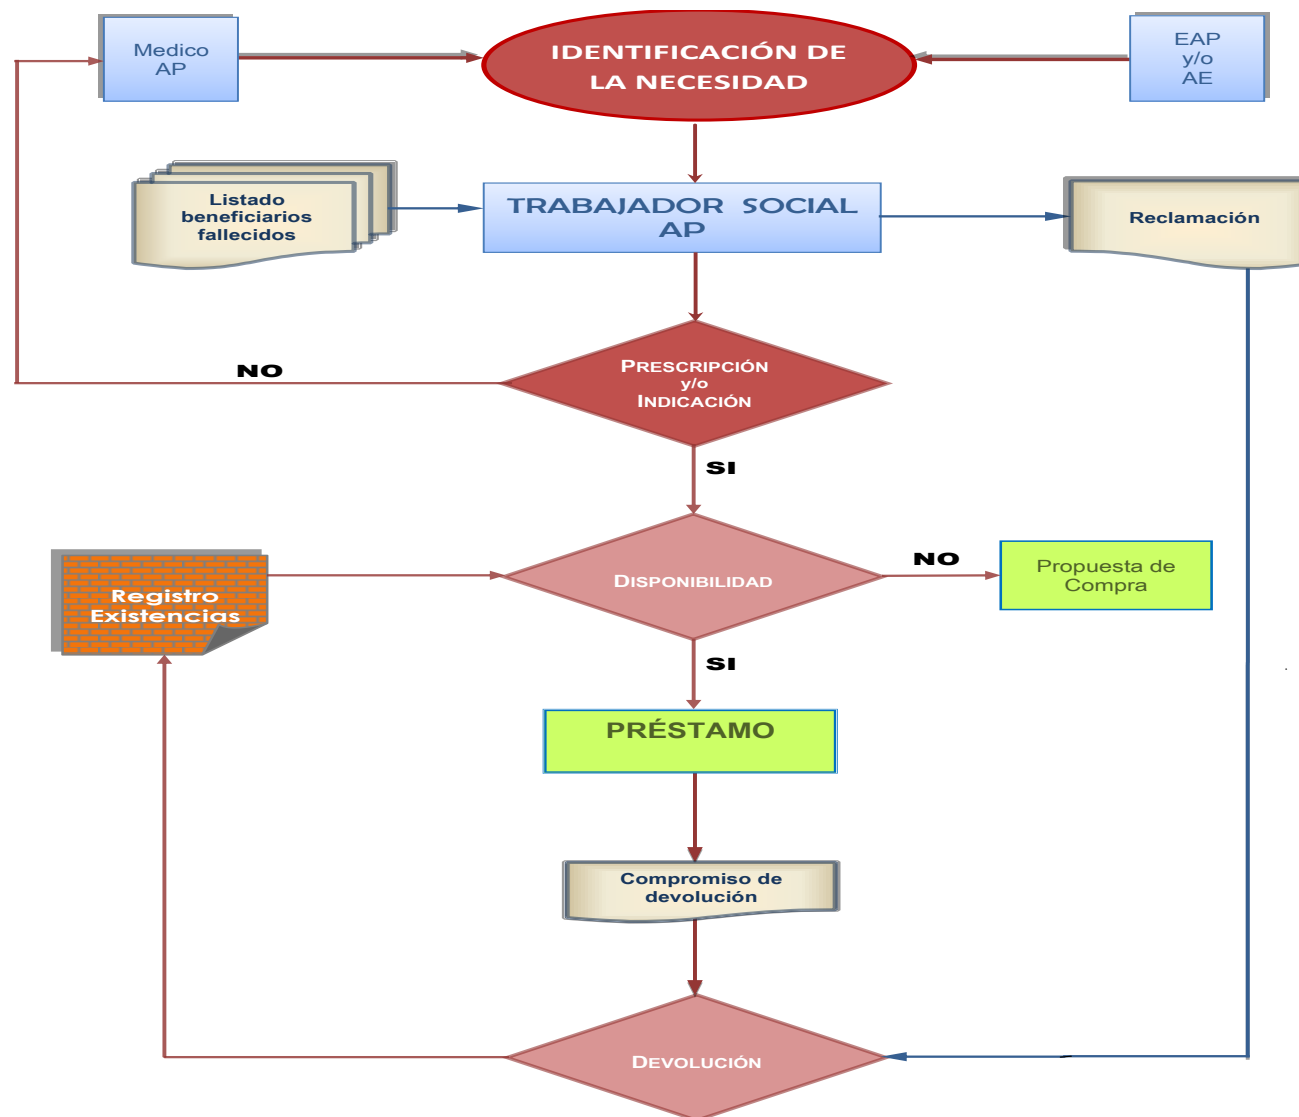 Medico
AP
IDENTIFICACIÓN DE
LA NECESIDAD
EAP
y/o
AE
Listado
beneficiarios
fallecidos
TRABAJADOR SOCIAL
AP
Reclamación
PRESCRIPCIÓN
y/o
INDICACIÓN
NO
SI
Registro
Existencias
DISPONIBILIDAD
NO
Propuesta de
Compra
SI
PRÉSTAMO
Compromiso de
devolución
DEVOLUCIÓN